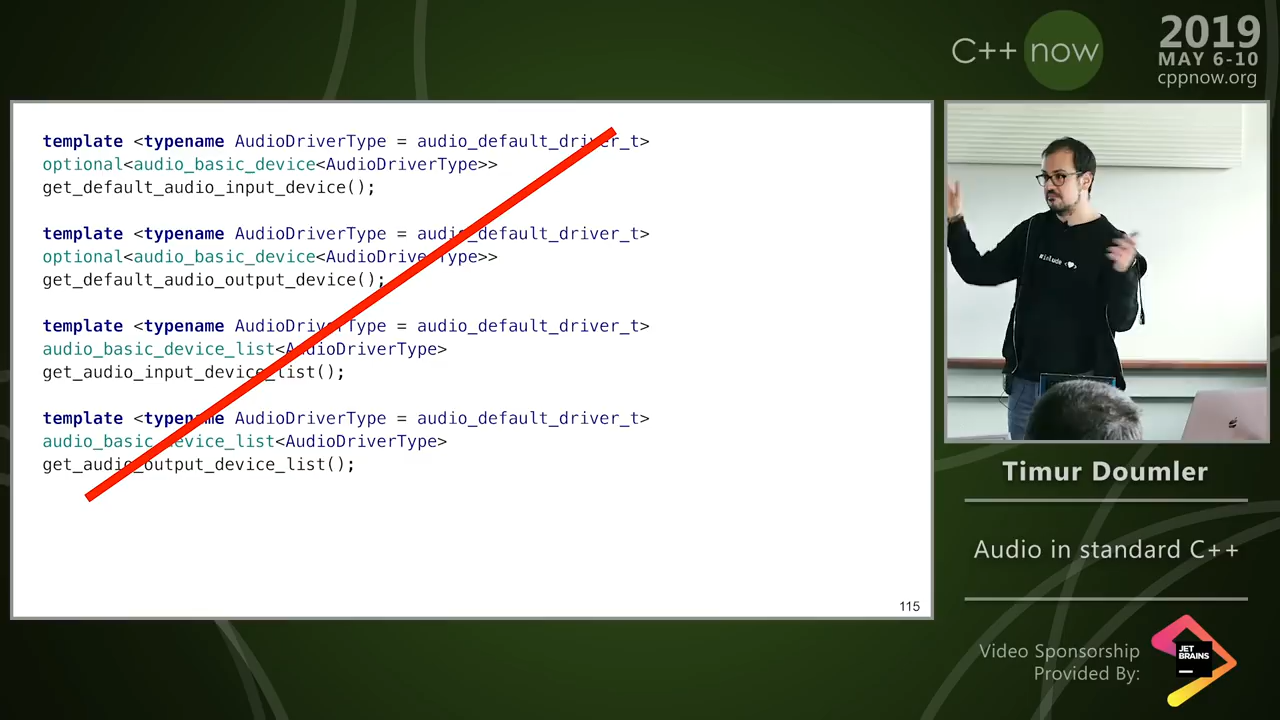 C++ now
2019
MAY 6-10
cppnow.org
template <typename AudioDriverType = audio_default_driver_t>
optional<audio_basic_device<AudioDriverType>>
get_default_audio_input_device();
template <typename AudioDriverType = audio_default_driver_t>
optional<audio_basic_device<AudioDriverType>>
get_default_audio_output_device();
template <typename AudioDriverType = audio_default_driver_t>
audio_basic_device_list<AudioDriverType>
get_audio_input_device_list();
template <typename AudioDriverType = audio_default_driver_t>
audio_basic_device_list<AudioDriverType>
get_audio_output_device_list();
115
#include <♥>
Timur Doumler
Audio in standard C++
Video Sponsorship
Provided By:
JET
BRAINS